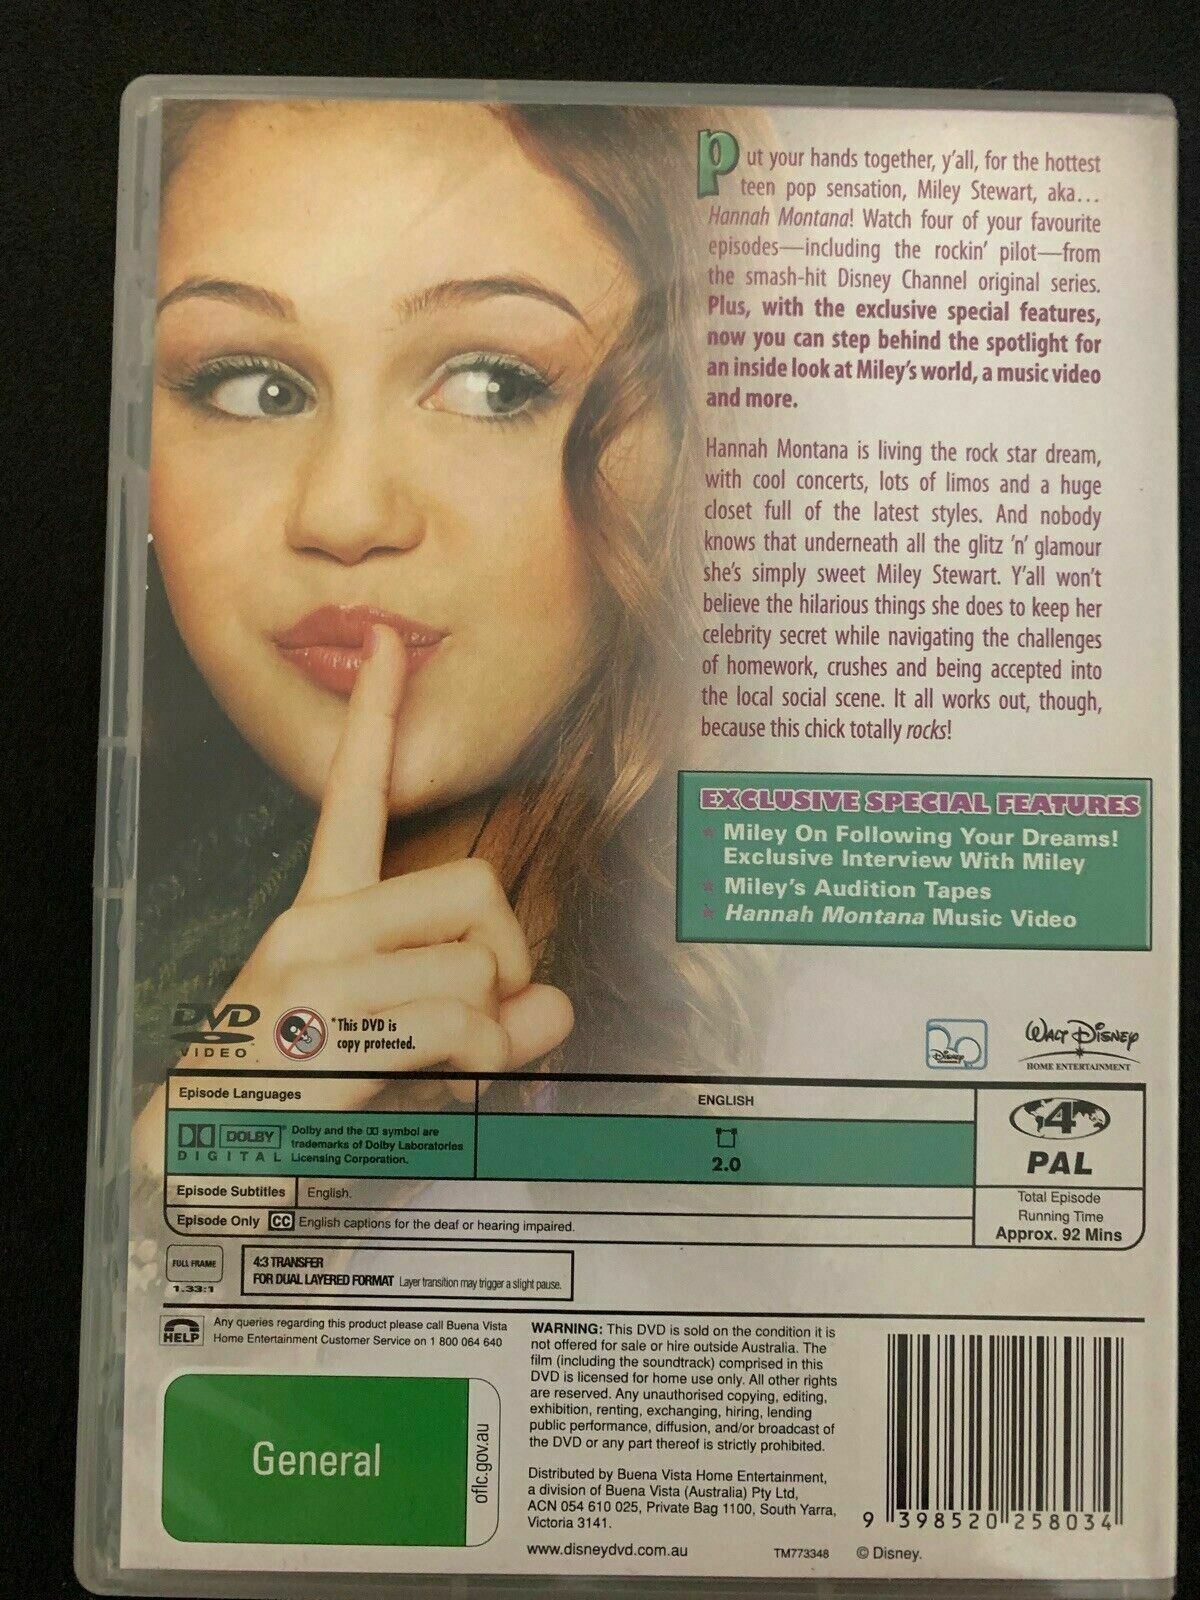 Put your hands together, y'all, for the hottest
teen pop sensation, Miley Stewart, aka...
Hannah Montana! Watch four of your favourite
episodes—including the rockin' pilot—from
the smash-hit Disney Channel original series.
Plus, with the exclusive special features,
now you can step behind the spotlight for
an inside look at Miley's world, a music video
and more.
Hannah Montana is living the rock star dream,
with cool concerts, lots of limos and a huge
closet full of the latest styles. And nobody
knows that underneath all the glitz 'n' glamour
she's simply sweet Miley Stewart. Y'all won't
believe the hilarious things she does to keep her
celebrity secret while navigating the challenges
of homework, crushes and being accepted into
the local social scene. It all works out, though,
because this chick totally rocks!
EXCLUSIVE SPECIAL FEATURES
Miley On Following Your Dreams!
Exclusive Interview With Miley
Miley's Audition Tapes
Hannah Montana Music Video
DVD
VIDEO
*This DVD is
copy protected.
Disney
WALT DISNEY
HOME ENTERTAINMENT
Episode Languages
ENGLISH
DOLBY
DIGITAL
Dolby and the DD symbol are
trademarks of Dolby Laboratories
Licensing Corporation.
2.0
4
PAL
Episode Subtitles English.
Episode Only CC English captions for the deaf or hearing impaired.
Total Episode
Running Time
Approx. 92 Mins
FULL FRAME
1.33:1
4:3 TRANSFER
FOR DUAL LAYERED FORMAT Layer transition may trigger a slight pause.
HELP
Any queries regarding this product please call Buena Vista
Home Entertainment Customer Service on 1 800 064 640
General
oflc.gov.au
WARNING: This DVD is sold on the condition it is
not offered for sale or hire outside Australia. The
film (including the soundtrack) comprised in this
DVD is licensed for home use only. All other rights
are reserved. Any unauthorised copying, editing,
exhibition, renting, exchanging, hiring, lending
public performance, diffusion, and/or broadcast of
the DVD or any part thereof is strictly prohibited.
Distributed by Buena Vista Home Entertainment,
a division of Buena Vista (Australia) Pty Ltd,
ACN 054 610 025, Private Bag 1100, South Yarra,
Victoria 3141.
www.disneydvd.com.au
TM773348
9 398520 258034
© Disney.